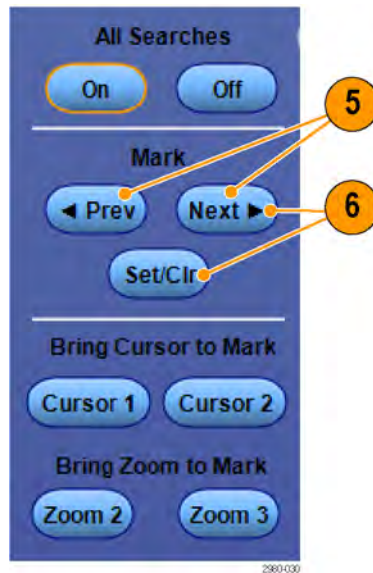 All Searches
On Off
5
Mark
◄ Prev Next ►
6
Set/Clr
Bring Cursor to Mark
Cursor 1 Cursor 2
Bring Zoom to Mark
Zoom 2 Zoom 3
2980-030